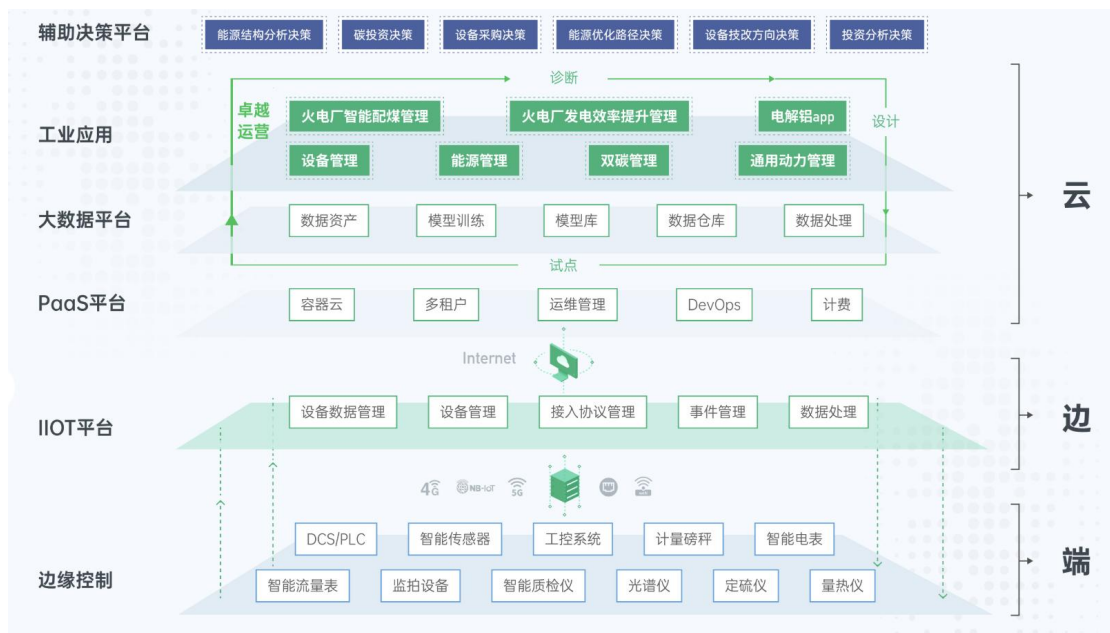 辅助决策平台
能源结构分析决策 碳投资决策 设备采购决策 能源优化路径决策 设备技改方向决策 投资分析决策
诊断
卓越
运营
火电厂智能配煤管理 火电厂发电效率提升管理 电解铝app
设计
工业应用
设备管理 能源管理 双碳管理 通用动力管理
云
大数据平台
数据资产 模型训练 模型库 数据仓库 数据处理
试点
PaaS平台
容器云 多租户 运维管理 DevOps 计费
Internet
IIOT平台
设备数据管理 设备管理 接入协议管理 事件管理 数据处理
边
4G NB-IoT 5G
DCS/PLC 智能传感器 工控系统 计量磅秤 智能电表
端
边缘控制
智能流量表 监拍设备 智能质检仪 光谱仪 定硫仪 量热仪